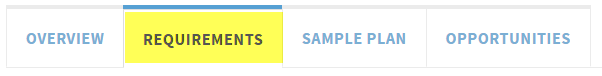 OVERVIEW REQUIREMENTS SAMPLE PLAN OPPORTUNITIES